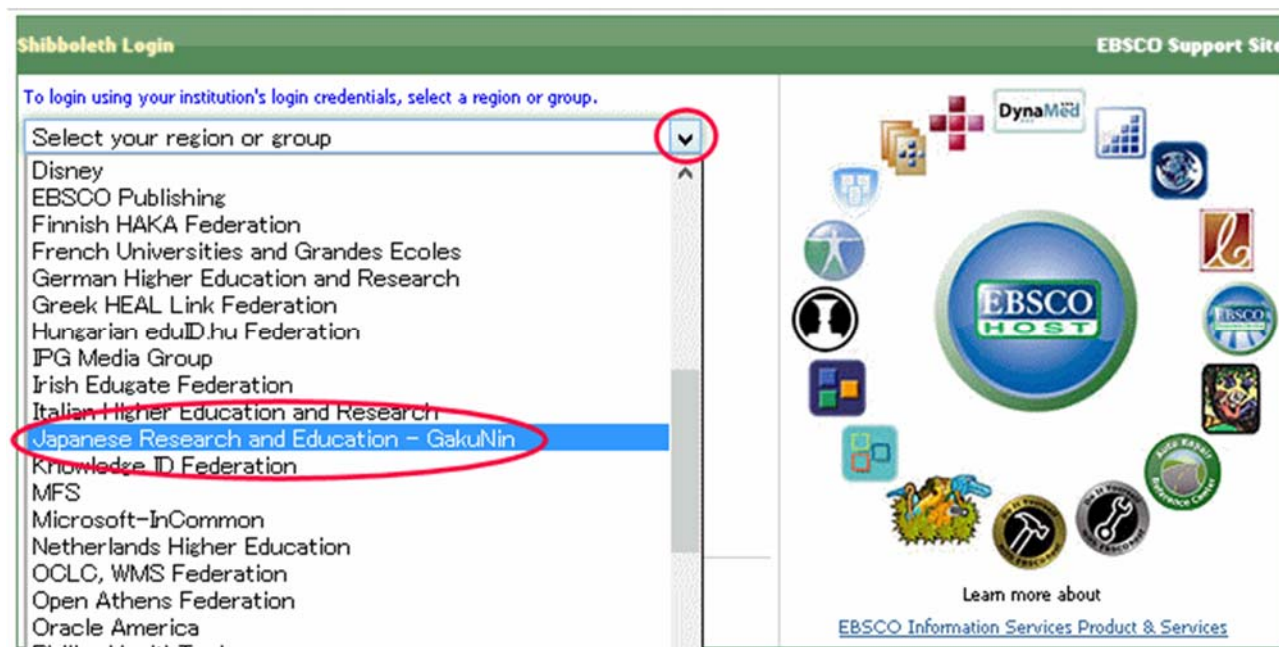 Shibboleth Login
EBSCO Support Site
To login using your institution's login credentials, select a region or group.
Select your region or group
Disney
EBSCO Publishing
Finnish HAKA Federation
French Universities and Grandes Ecoles
German Higher Education and Research
Greek HEAL Link Federation
Hungarian eduID.hu Federation
IPG Media Group
Irish Edugate Federation
Italian Higher Education and Research
Japanese Research and Education - GakuNin
Knowledge ID Federation
MFS
Microsoft-InCommon
Netherlands Higher Education
OCLC, WMS Federation
Open Athens Federation
Oracle America
DynaMed
EBSCO
HOST
EBSCO
Auto Repair
Reference Center
Learn more about
EBSCO Information Services Product & Services